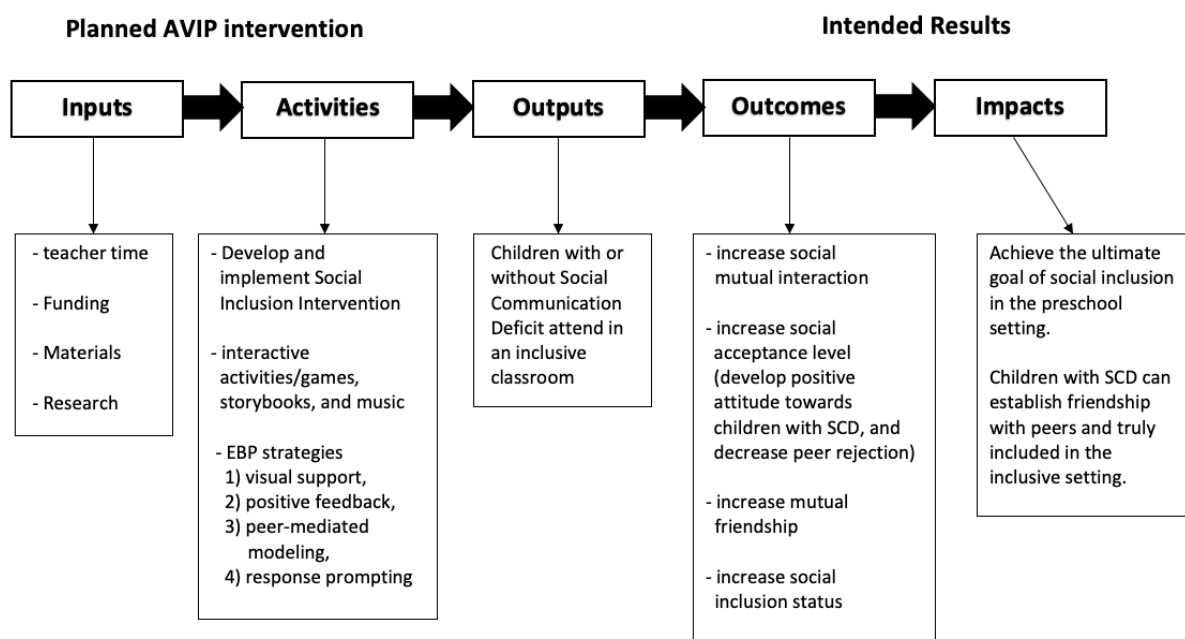 Planned AVIP intervention
Intended Results
Inputs
Activities
Outputs
Outcomes
Impacts
- teacher time
- Funding
- Materials
- Research
- Develop and
implement Social
Inclusion Intervention
- interactive
activities/games,
storybooks, and music
- EBP strategies
1) visual support,
2) positive feedback,
3) peer-mediated
modeling,
4) response prompting
Children with or
without Social
Communication
Deficit attend in
an inclusive
classroom
- increase social
mutual interaction
- increase social
acceptance level
(develop positive
attitude towards
children with SCD, and
decrease peer rejection)
- increase mutual
friendship
- increase social
inclusion status
Achieve the ultimate
goal of social inclusion
in the preschool
setting.
Children with SCD can
establish friendship
with peers and truly
included in the
inclusive setting.